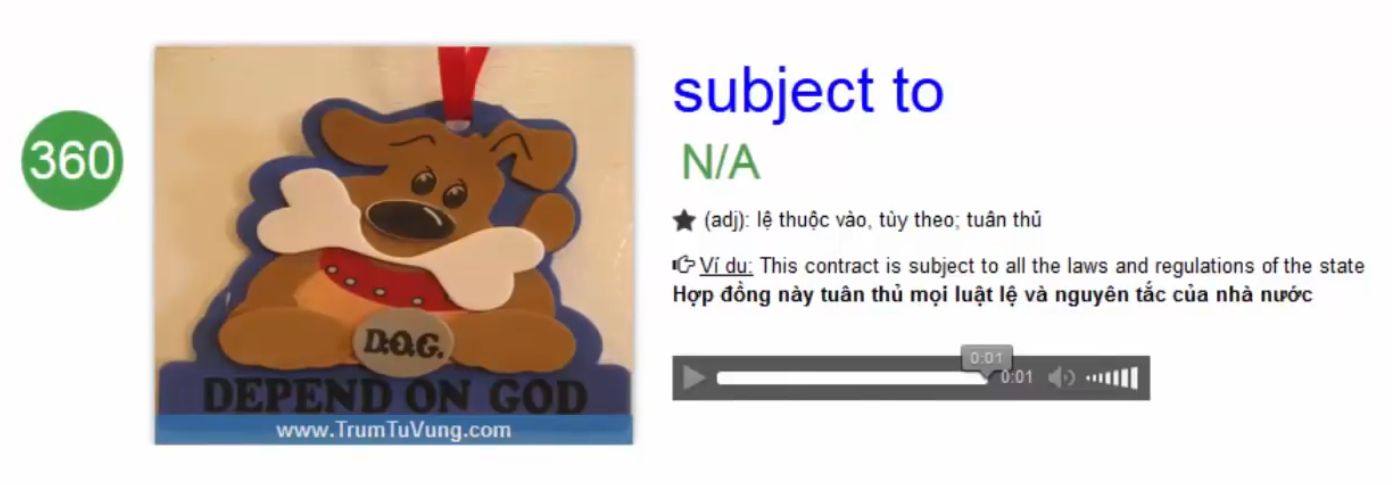 360
D.O.G.
DEPEND ON GOD
www.TrumTuVung.com
subject to
N/A
(adj): lệ thuộc vào, tùy theo; tuân thủ
Ví dụ: This contract is subject to all the laws and regulations of the state
Hợp đồng này tuân thủ mọi luật lệ và nguyên tắc của nhà nước
0:01
0:01